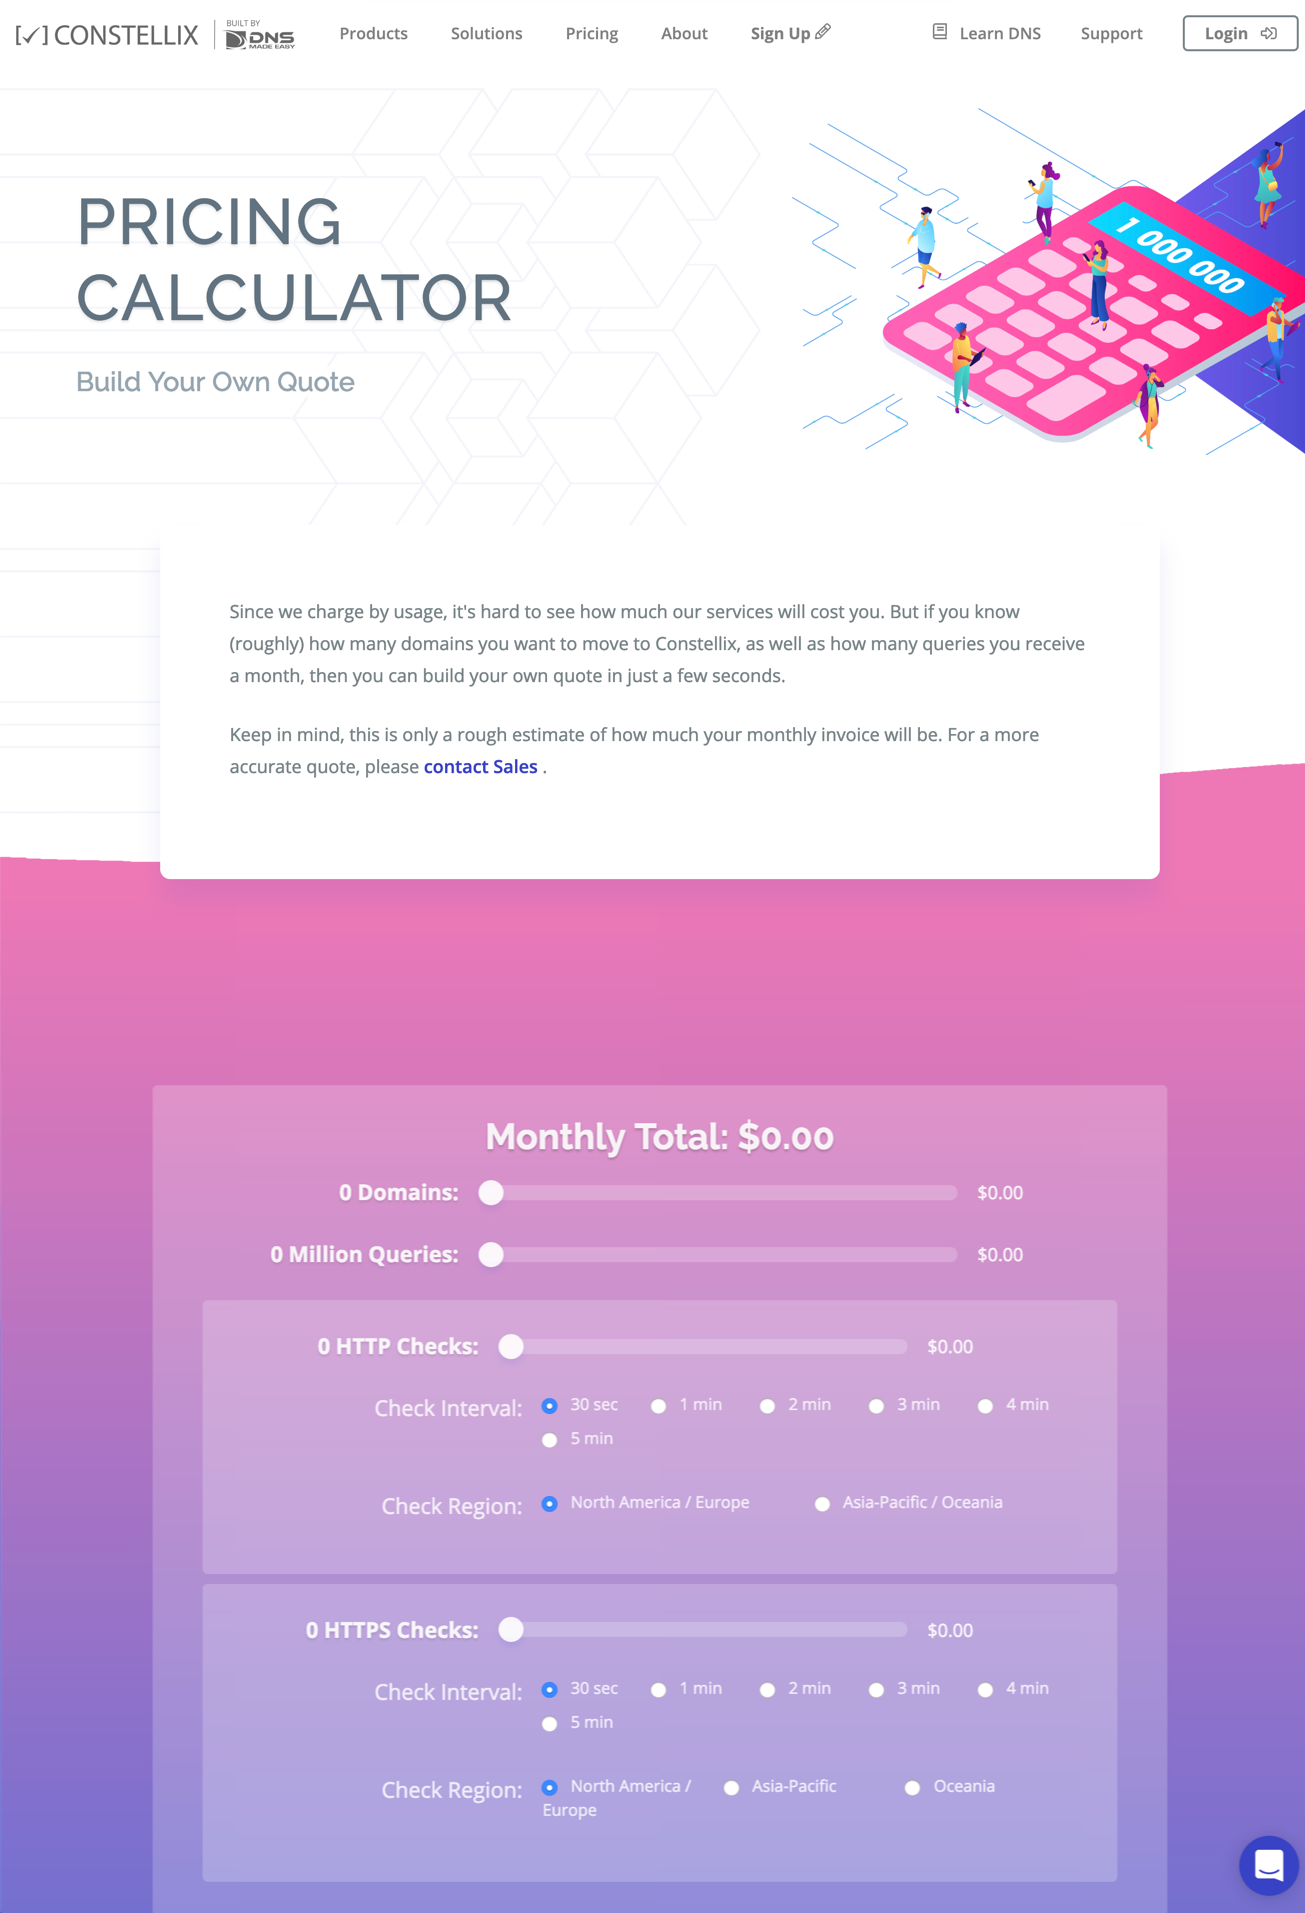 [✓] CONSTELLIX
BUILT BY
DNS
MADE EASY
Products Solutions Pricing About Sign Up Learn DNS Support Login
1 000 000
PRICING
CALCULATOR
Build Your Own Quote
Since we charge by usage, it's hard to see how much our services will cost you. But if you know
(roughly) how many domains you want to move to Constellix, as well as how many queries you receive
a month, then you can build your own quote in just a few seconds.
Keep in mind, this is only a rough estimate of how much your monthly invoice will be. For a more
accurate quote, please contact Sales .
Monthly Total: $0.00
0 Domains: $0.00
0 Million Queries: $0.00
0 HTTP Checks: $0.00
Check Interval: 30 sec 1 min 2 min 3 min 4 min
5 min
Check Region: North America / Europe Asia-Pacific / Oceania
0 HTTPS Checks: $0.00
Check Interval: 30 sec 1 min 2 min 3 min 4 min
5 min
Check Region: North America / Asia-Pacific Oceania
Europe